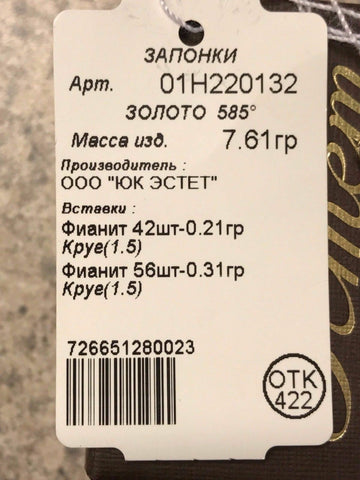 ЗАПОНКИ
Арт. 01Н220132
ЗОЛОТО 585°
Масса изд. 7.61гр
Производитель :
ООО "ЮК ЭСТЕТ"
Вставки :
Фианит 42шт-0.21гр
Круг(1.5)
Фианит 56шт-0.31гр
Круг(1.5)
726651280023
ОТК
422